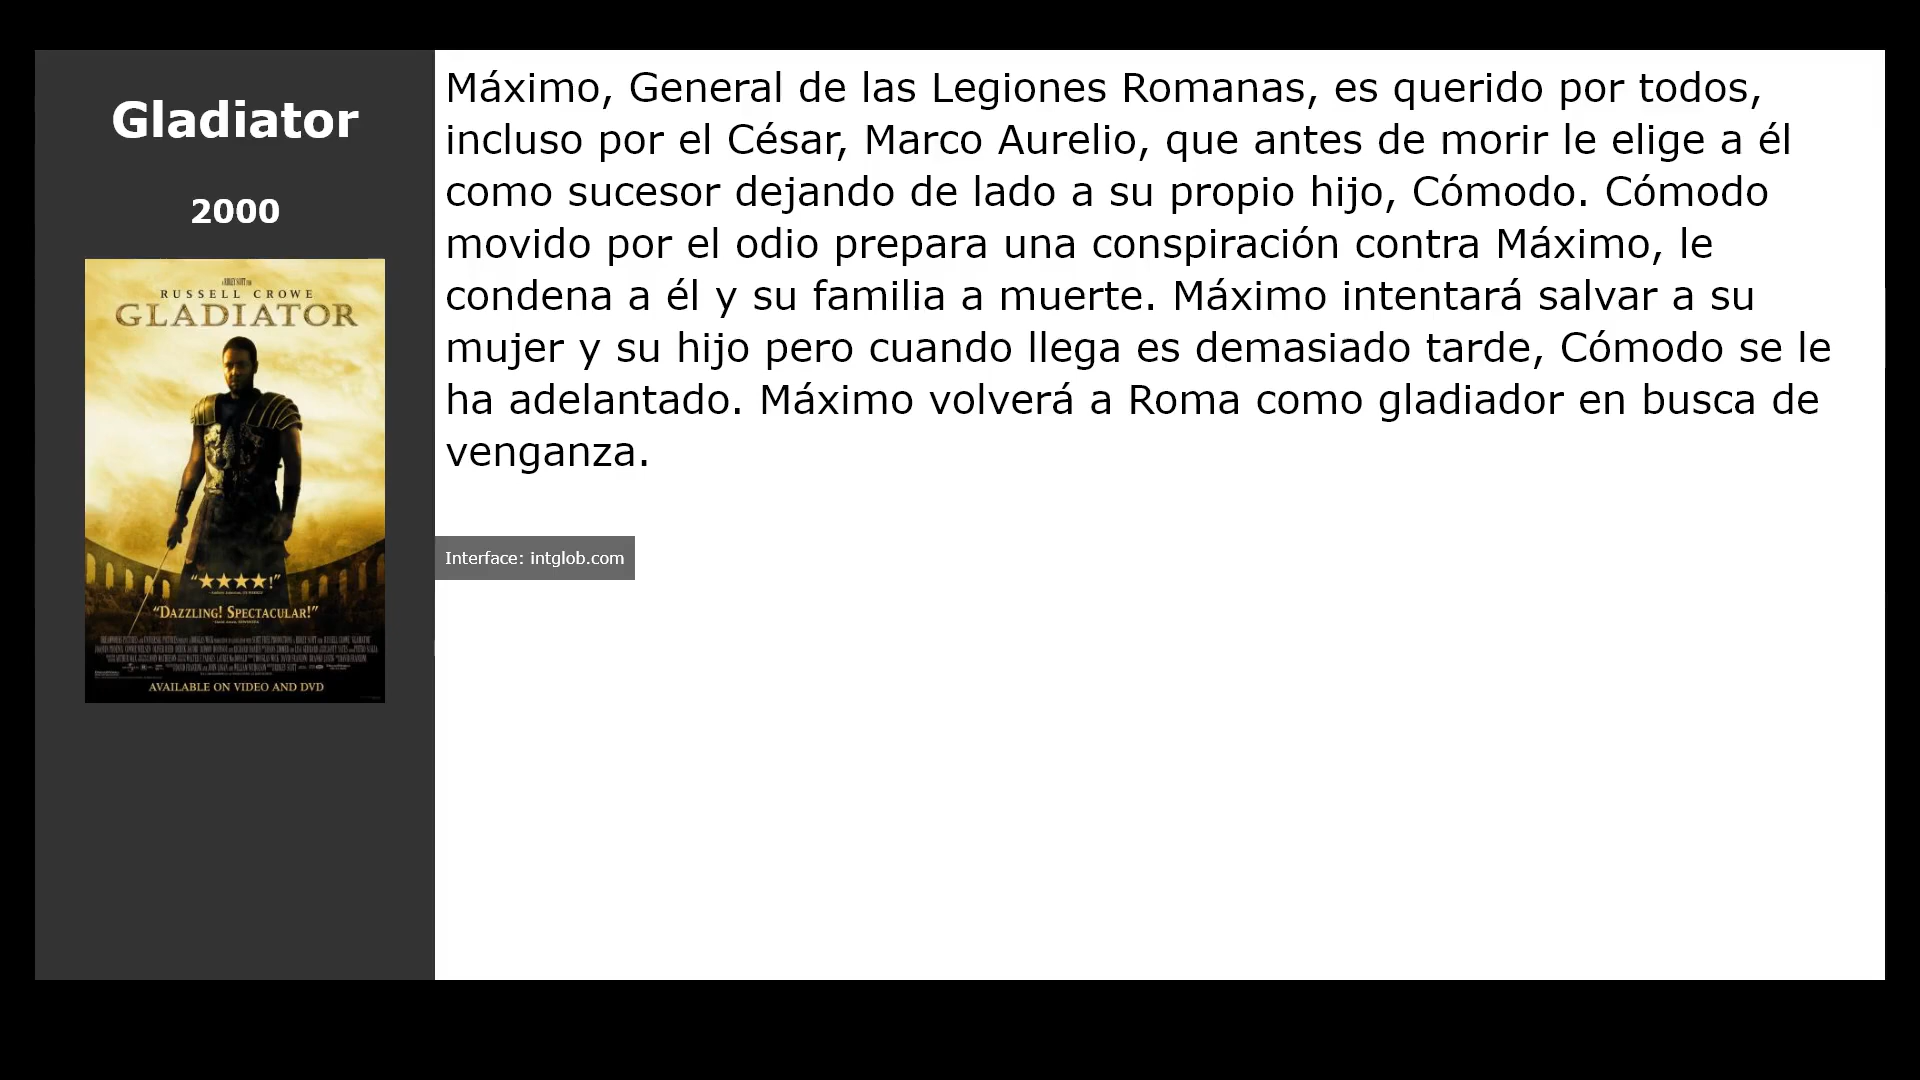 Gladiator
2000
RUSSELL CROWE
GLADIATOR
“★★★★!”
“DAZZLING! SPECTACULAR!”
AVAILABLE ON VIDEO AND DVD
Máximo, General de las Legiones Romanas, es querido por todos,
incluso por el César, Marco Aurelio, que antes de morir le elige a él
como sucesor dejando de lado a su propio hijo, Cómodo. Cómodo
movido por el odio prepara una conspiración contra Máximo, le
condena a él y su familia a muerte. Máximo intentará salvar a su
mujer y su hijo pero cuando llega es demasiado tarde, Cómodo se le
ha adelantado. Máximo volverá a Roma como gladiador en busca de
venganza.
Interface: intglob.com